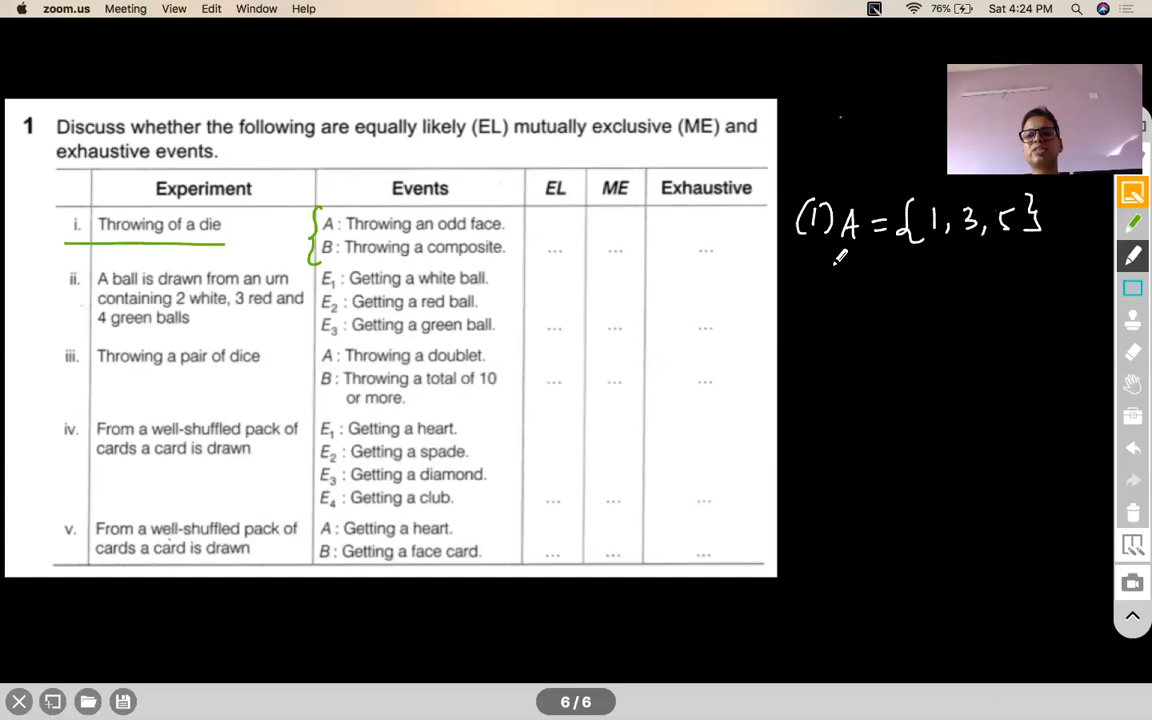 zoom.us Meeting View Edit Window Help 76% Sat 4:24 PM
1 Discuss whether the following are equally likely (EL) mutually exclusive (ME) and
exhaustive events.
Experiment Events EL ME Exhaustive
i. Throwing of a die A : Throwing an odd face.
B : Throwing a composite. ... ... ...
ii. A ball is drawn from an urn
containing 2 white, 3 red and
4 green balls
E₁ : Getting a white ball.
E₂ : Getting a red ball.
E₃ : Getting a green ball. ... ... ...
iii. Throwing a pair of dice A : Throwing a doublet.
B : Throwing a total of 10 ... ... ...
or more.
iv. From a well-shuffled pack of
cards a card is drawn
E₁ : Getting a heart.
E₂ : Getting a spade.
E₃ : Getting a diamond.
E₄ : Getting a club. ... ... ...
v. From a well-shuffled pack of
cards a card is drawn
A : Getting a heart.
B : Getting a face card. ... ... ...
(1) A = {1, 3, 5}
6 / 6